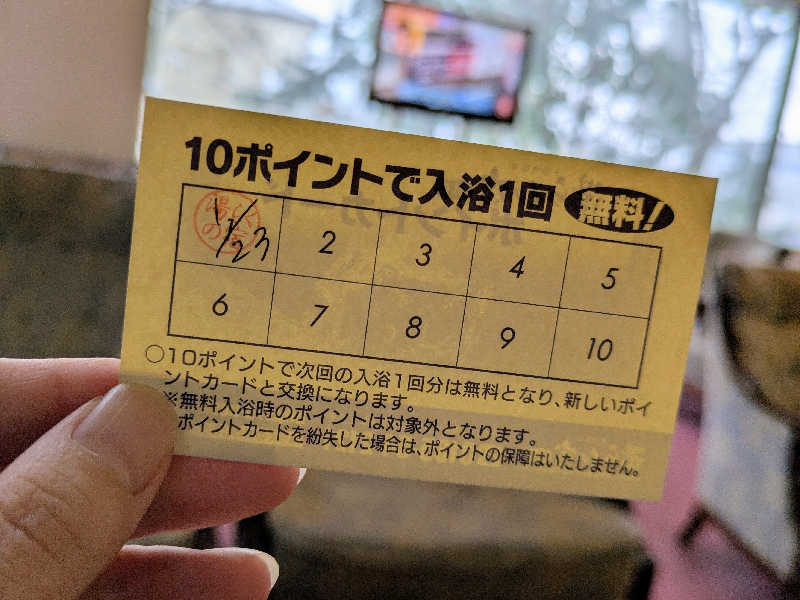 10ポイントで入浴1回 無料!
11/23 2 3 4 5
6 7 8 9 10
○10ポイントで次回の入浴1回分は無料となり、新しいポイ
ントカードと交換になります。
※無料入浴時のポイントは対象外となります。
ポイントカードを紛失した場合は、ポイントの保障はいたしません。